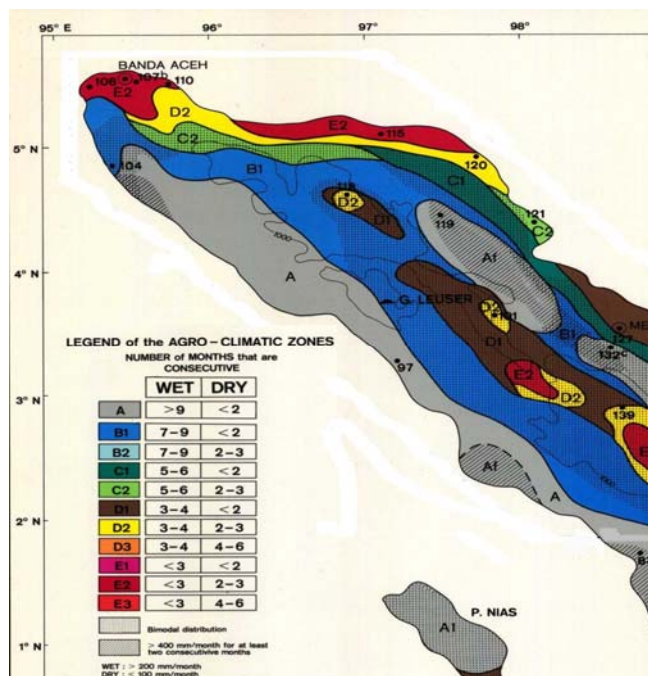 95° E 96° 97° 98°
BANDA ACEH
106 107b 110
E2
D2
E2 115
C2
5° N
104
B1
120
C1
D2
119
121
C2
D1
1000
Af
4° N
A
G. LEUSER
D2
191
D1
B1
ME
127
132c
LEGEND of the AGRO-CLIMATIC ZONES
NUMBER of MONTHS that are
CONSECUTIVE
WET DRY
97
E2
D2
139
3° N
A >9 <2
B1 7-9 <2
B2 7-9 2-3
C1 5-6 <2
C2 5-6 2-3
D1 3-4 <2
D2 3-4 2-3
D3 3-4 4-6
E1 <3 <2
E2 <3 2-3
E3 <3 4-6
E2
Af
A
2° N
Bimodal distribution
> 400 mm/month for at least
two consecutivie months
WET : > 200 mm/month
DRY : < 100 mm/month
P. NIAS
A1
1° N